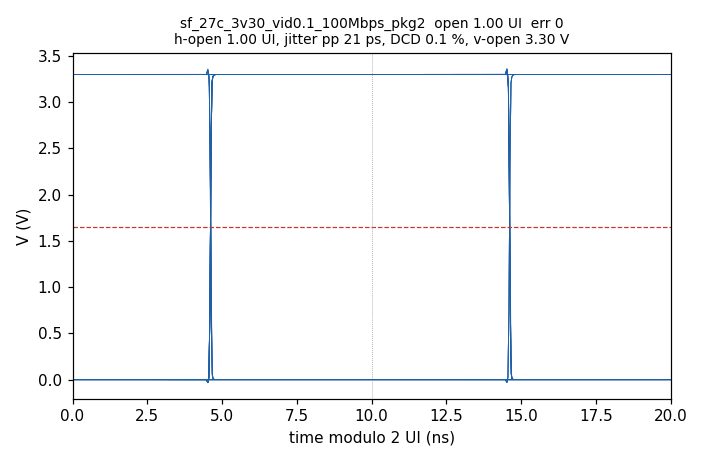 sf_27c_3v30_vid0.1_100Mbps_pkg2  open 1.00 UI  err 0
h-open 1.00 UI, jitter pp 21 ps, DCD 0.1 %, v-open 3.30 V
3.5
3.0
2.5
2.0
1.5
1.0
0.5
0.0
V (V)
0.0 2.5 5.0 7.5 10.0 12.5 15.0 17.5 20.0
time modulo 2 UI (ns)